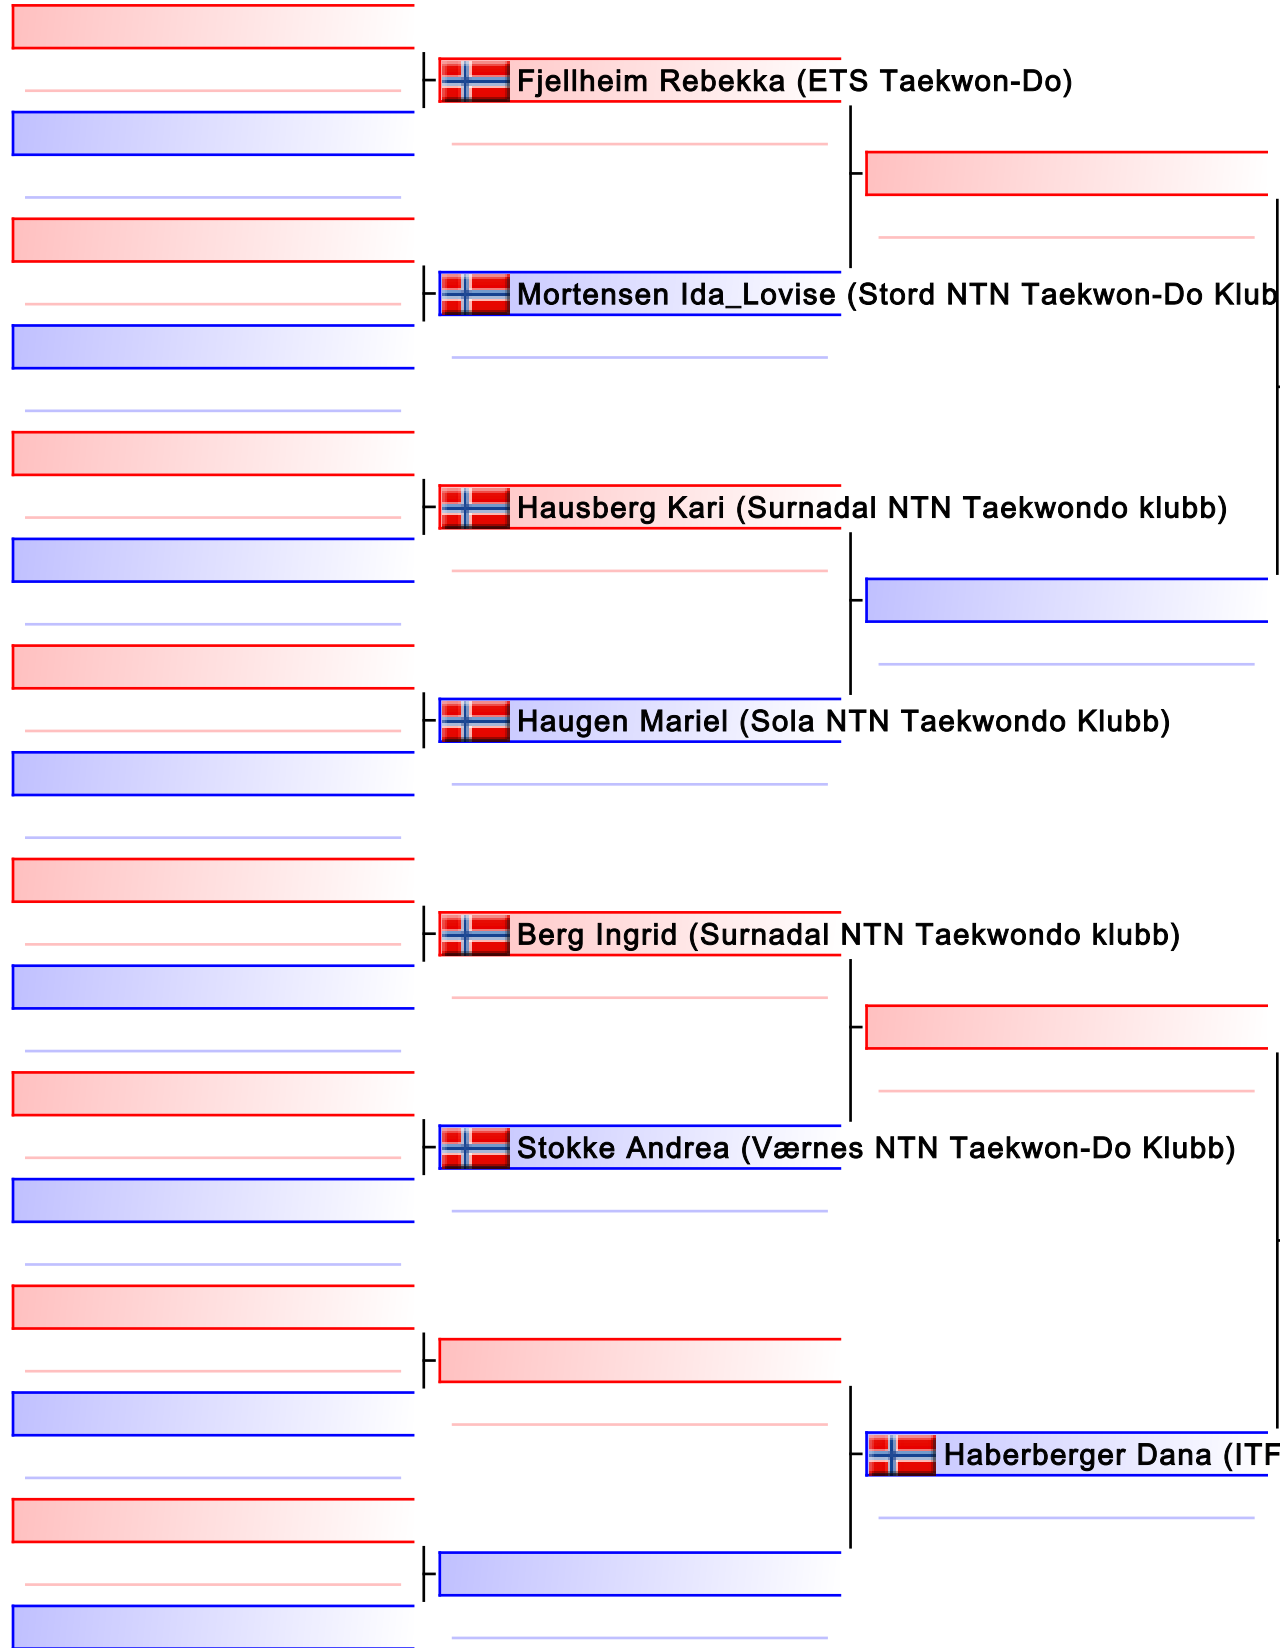 Fjellheim Rebekka (ETS Taekwon-Do)
Mortensen Ida_Lovise (Stord NTN Taekwon-Do Klub
Hausberg Kari (Surnadal NTN Taekwondo klubb)
Haugen Mariel (Sola NTN Taekwondo Klubb)
Berg Ingrid (Surnadal NTN Taekwondo klubb)
Stokke Andrea (Værnes NTN Taekwon-Do Klubb)
Haberberger Dana (ITF